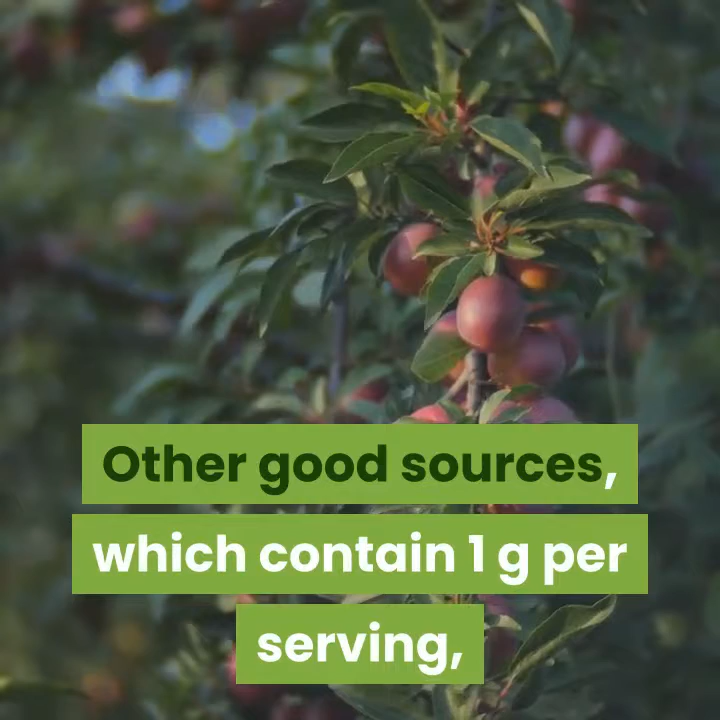 Other good sources,
which contain 1 g per
serving,